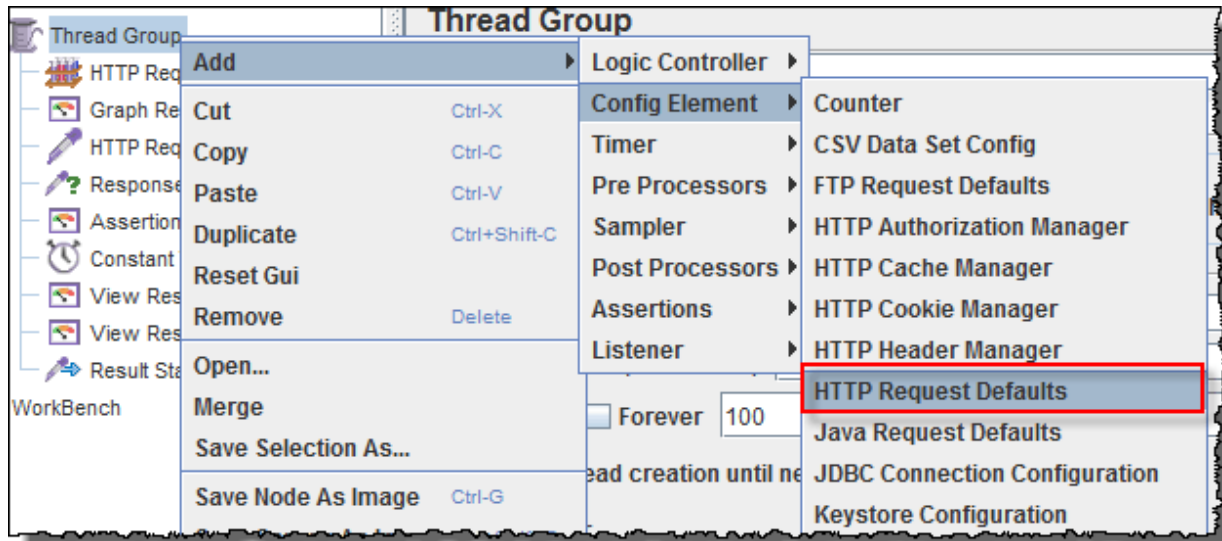 Thread Group
HTTP Req
Graph Re
HTTP Req
Response
Assertion
Constant
View Res
View Res
Result Sta
WorkBench
Thread Group
Add
Cut Ctrl-X
Copy Ctrl-C
Paste Ctrl-V
Duplicate Ctrl+Shift-C
Reset Gui
Remove Delete
Open...
Merge
Save Selection As...
Save Node As Image Ctrl-G
Logic Controller
Config Element
Timer
Pre Processors
Sampler
Post Processors
Assertions
Listener
Counter
CSV Data Set Config
FTP Request Defaults
HTTP Authorization Manager
HTTP Cache Manager
HTTP Cookie Manager
HTTP Header Manager
HTTP Request Defaults
Java Request Defaults
JDBC Connection Configuration
Keystore Configuration
Forever 100
ead creation until ne